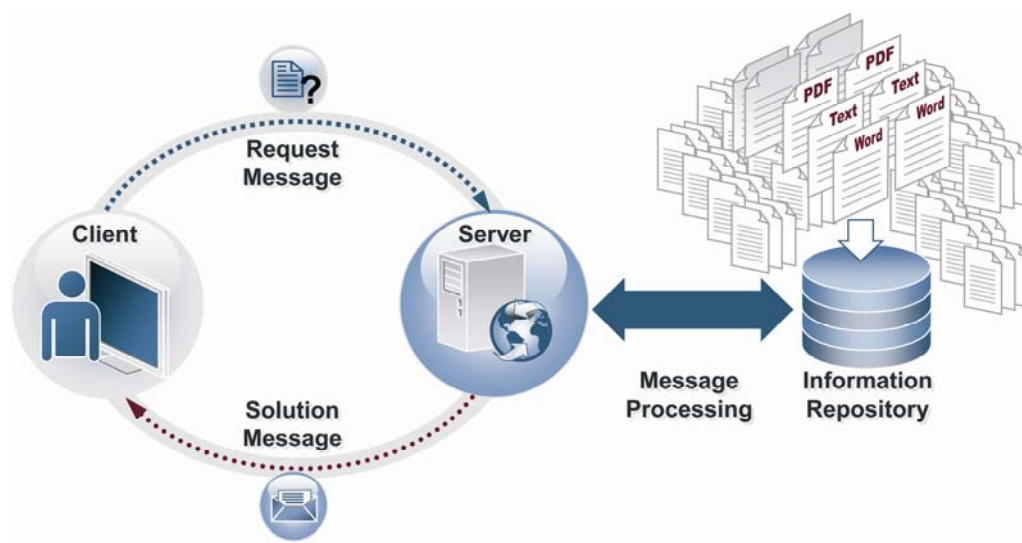 PDF
PDF
Text
Text
Word
Word
?
Request
Message
Client
Server
Solution
Message
Message
Processing
Information
Repository